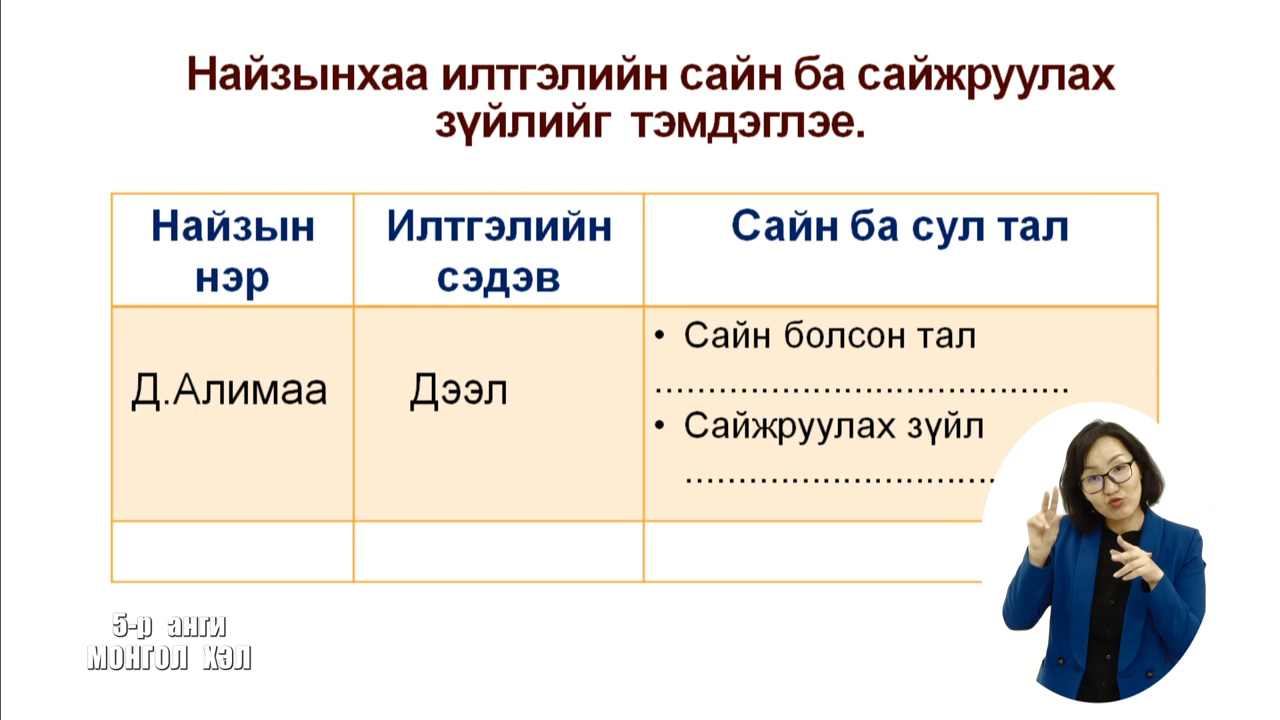 Найзынхаа илтгэлийн сайн ба сайжруулах
зүйлийг тэмдэглэе.
Найзын
нэр
Илтгэлийн
сэдэв
Сайн ба сул тал
Д.Алимаа
Дээл
• Сайн болсон тал
.......................................
• Сайжруулах зүйл
..............................
5-р анги
МОНГОЛ ХЭЛ